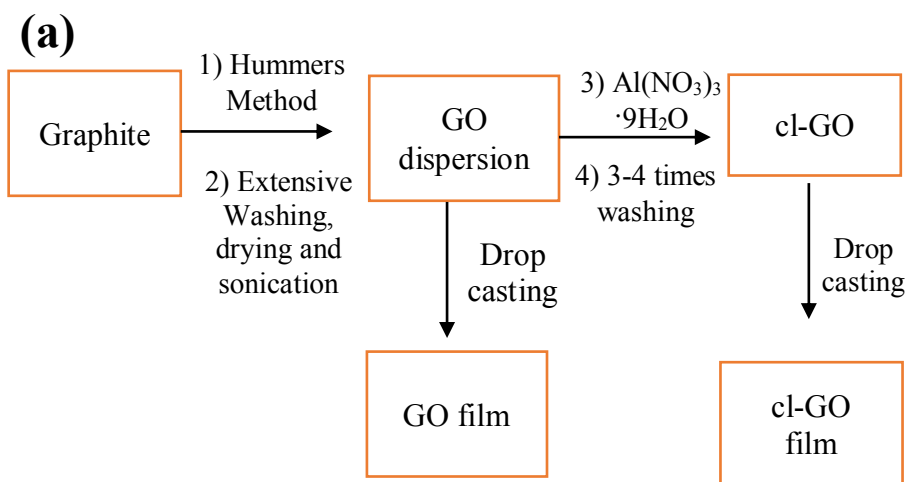 (a)
Graphite
1) Hummers
Method
2) Extensive
Washing,
drying and
sonication
GO
dispersion
3) Al(NO₃)₃
·9H₂O
4) 3-4 times
washing
cl-GO
Drop
casting
Drop
casting
GO film
cl-GO
film